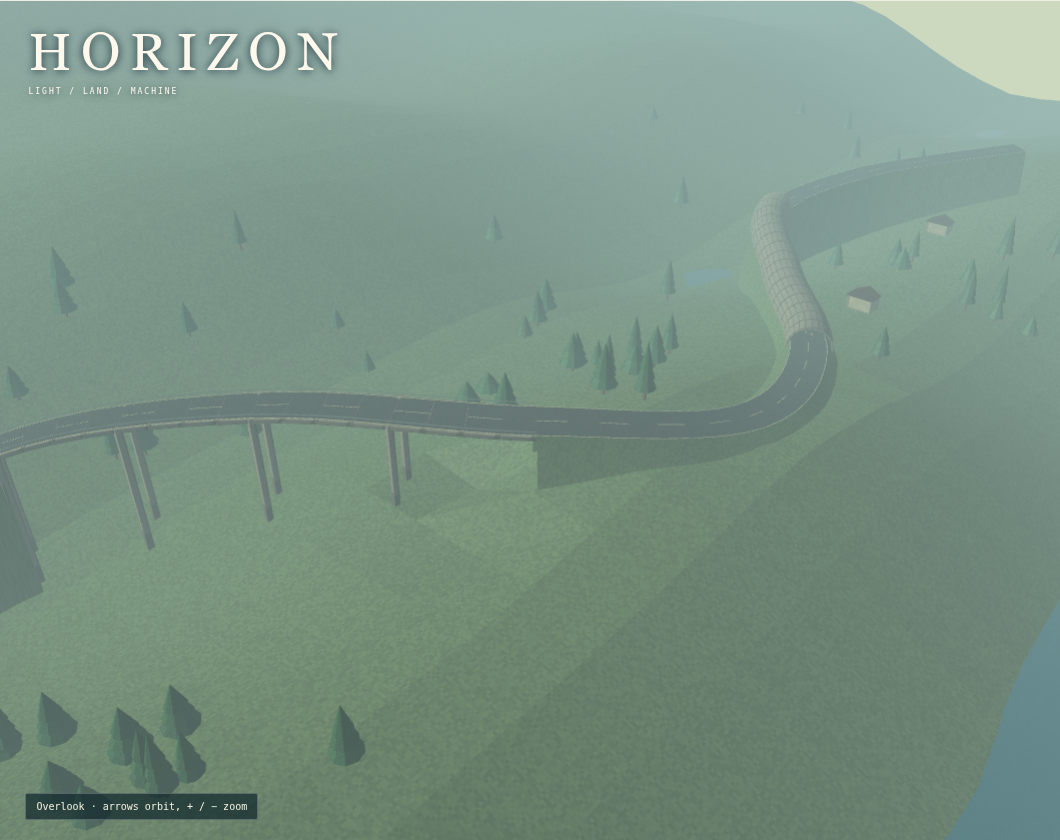 HORIZON
LIGHT / LAND / MACHINE
Overlook · arrows orbit, + / − zoom